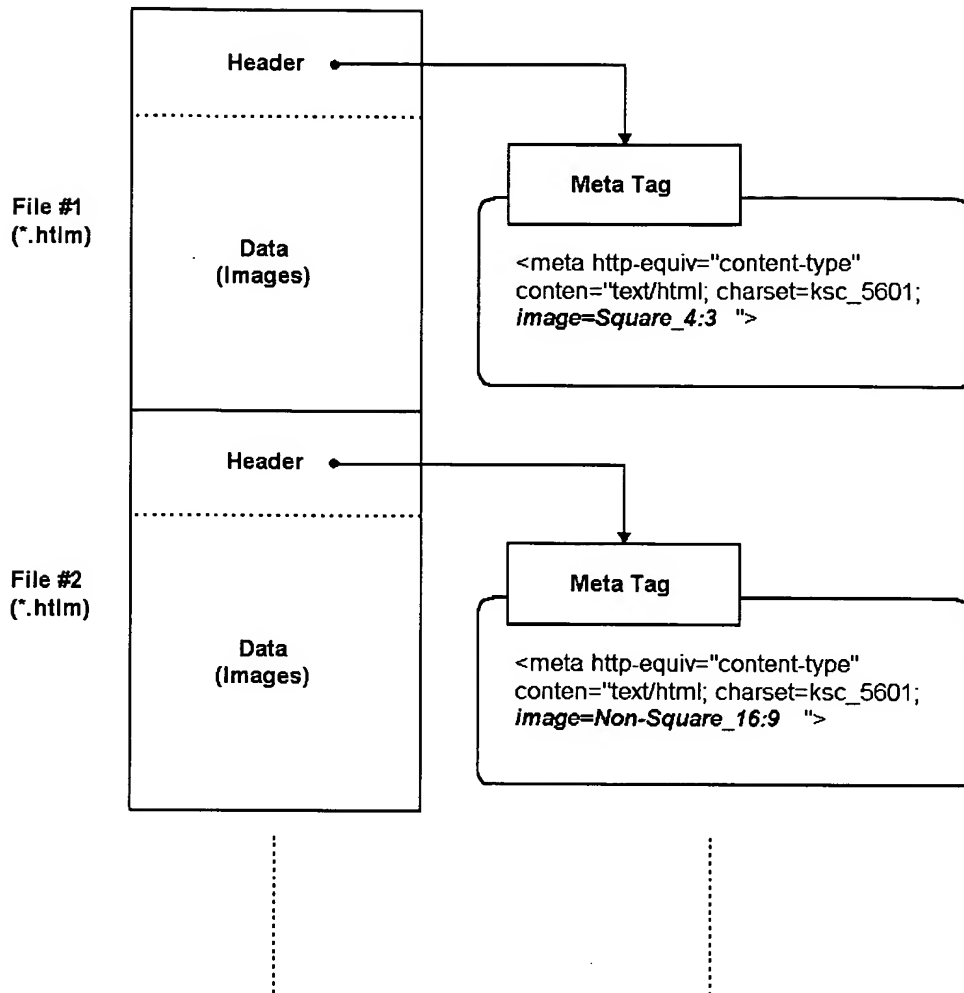 Header
Meta Tag
File #1
(*.htlm)
Data
(Images)
<meta http-equiv="content-type"
conten="text/html; charset=ksc_5601;
image=Square_4:3 ">
Header
Meta Tag
File #2
(*.htlm)
Data
(Images)
<meta http-equiv="content-type"
conten="text/html; charset=ksc_5601;
image=Non-Square_16:9 ">